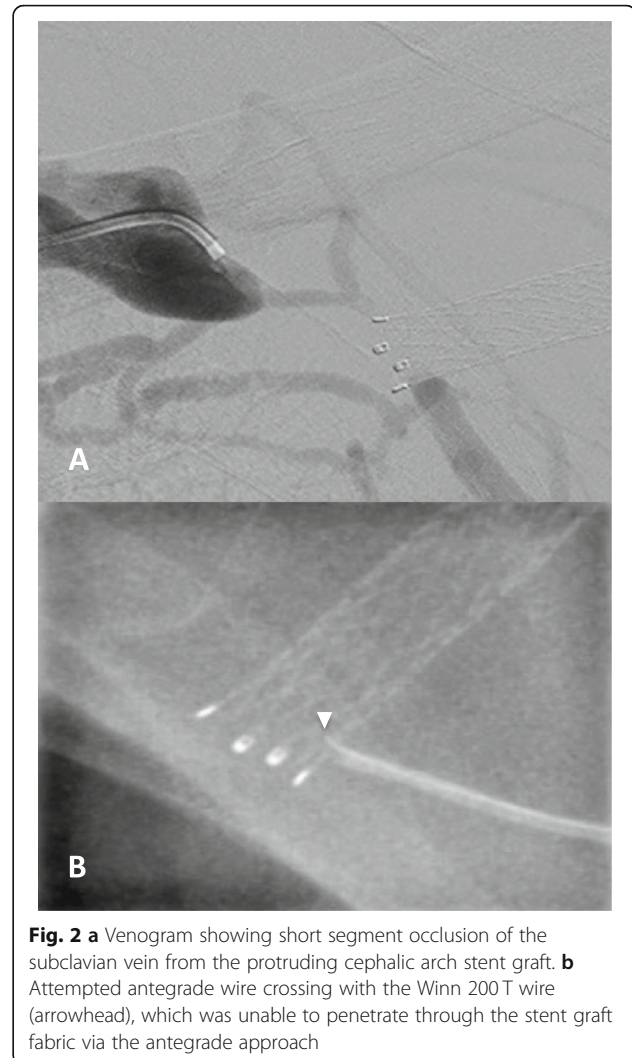 A
B
Fig. 2 a Venogram showing short segment occlusion of the
subclavian vein from the protruding cephalic arch stent graft. b
Attempted antegrade wire crossing with the Winn 200 T wire
(arrowhead), which was unable to penetrate through the stent graft
fabric via the antegrade approach